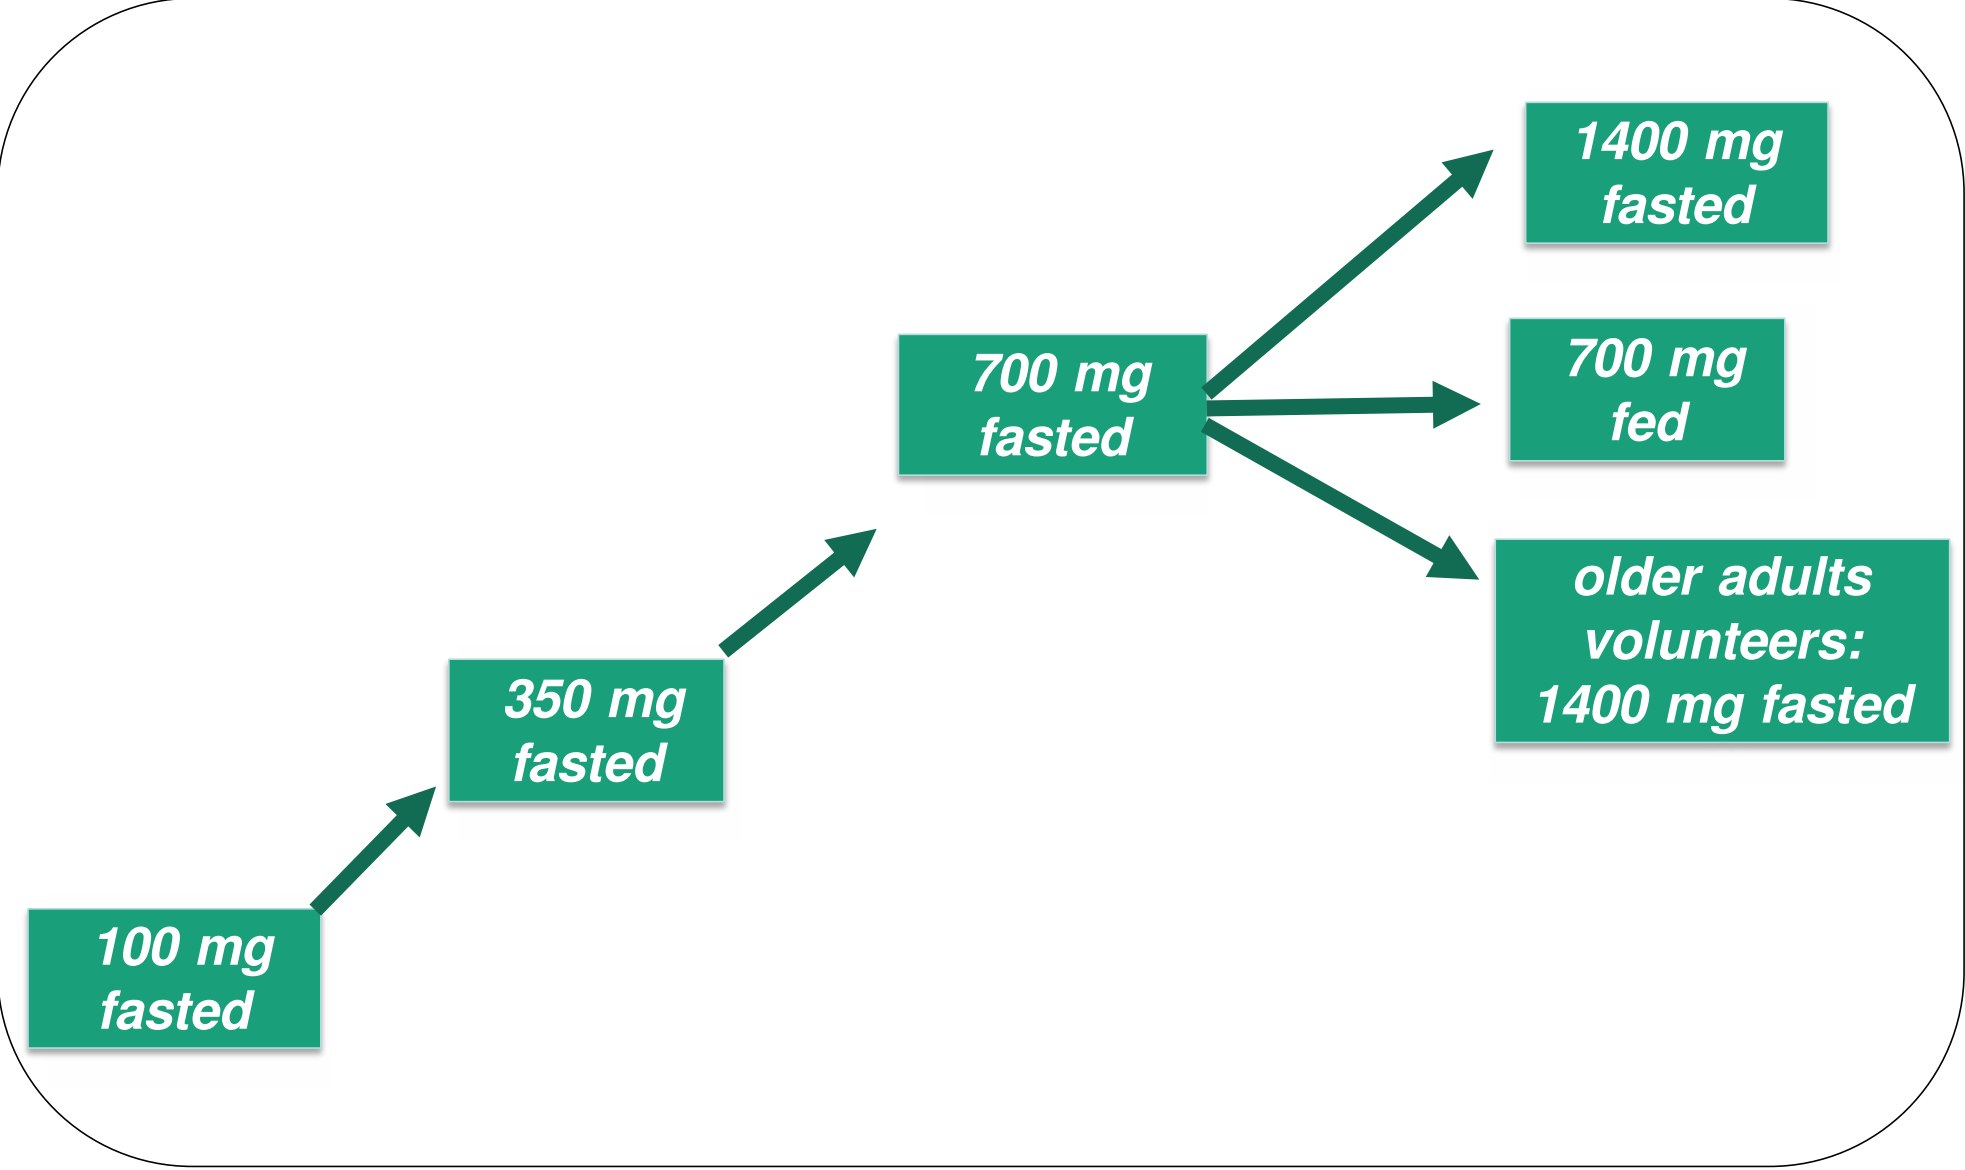 1400 mg
fasted
700 mg
fed
700 mg
fasted
older adults
volunteers:
1400 mg fasted
350 mg
fasted
100 mg
fasted